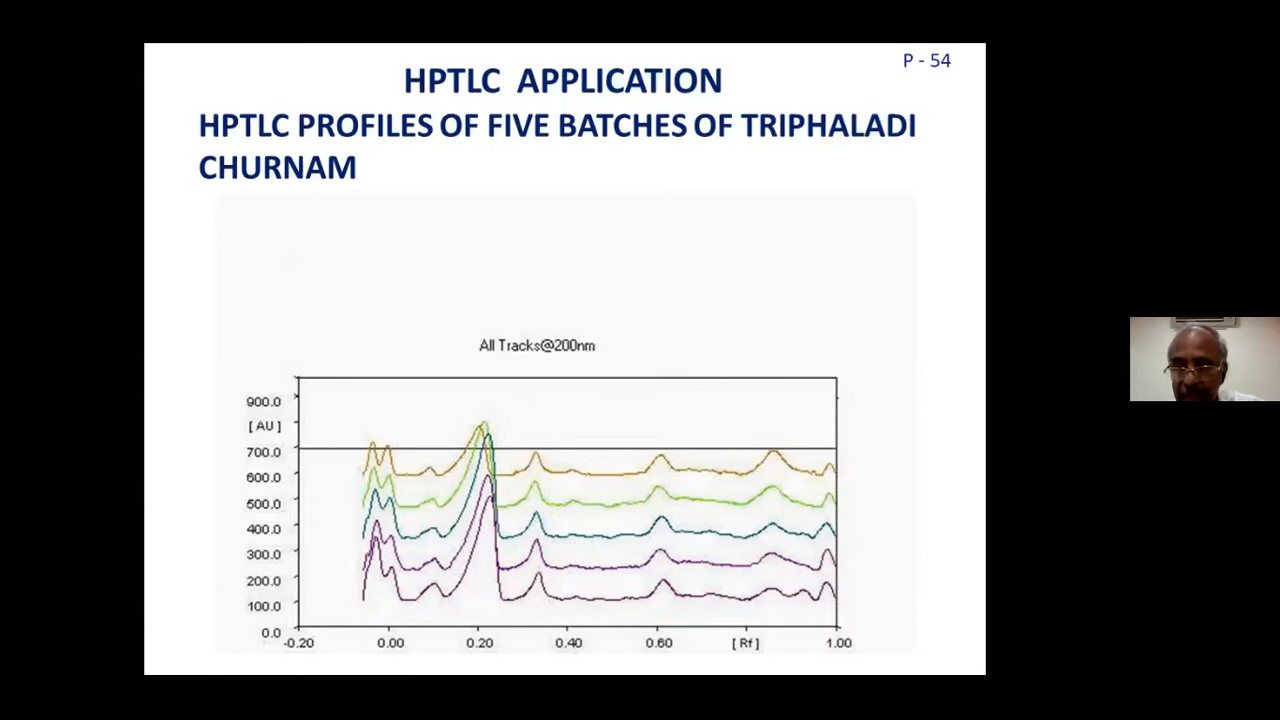 P - 54
HPTLC APPLICATION
HPTLC PROFILES OF FIVE BATCHES OF TRIPHALADI
CHURNAM
All Tracks@200nm
900.0
[ AU ]
700.0
600.0
500.0
400.0
300.0
200.0
100.0
0.0
-0.20 0.00 0.20 0.40 0.60 [ Rf ] 1.00